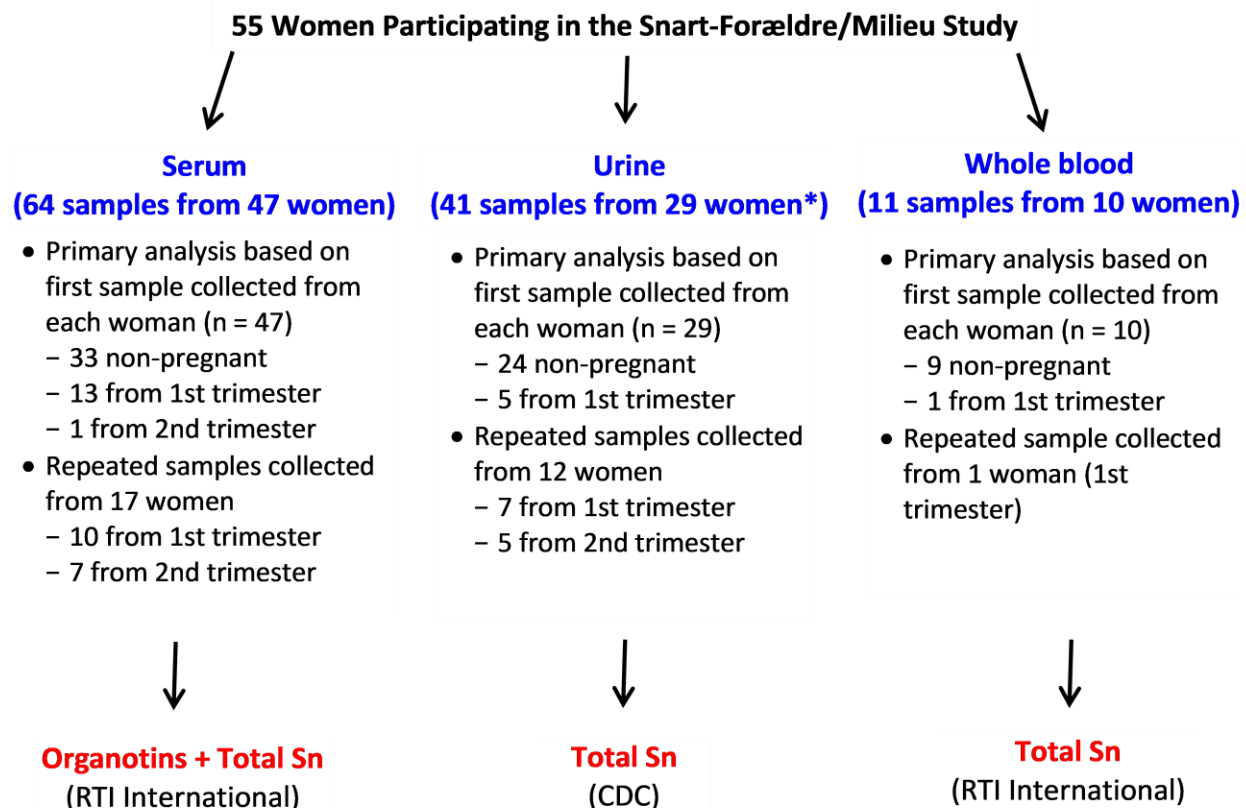 55 Women Participating in the Snart-Forældre/Milieu Study
Serum
(64 samples from 47 women)
• Primary analysis based on
first sample collected from
each woman (n = 47)
− 33 non-pregnant
− 13 from 1st trimester
− 1 from 2nd trimester
• Repeated samples collected
from 17 women
− 10 from 1st trimester
− 7 from 2nd trimester
Organotins + Total Sn
(RTI International)
Urine
(41 samples from 29 women*)
• Primary analysis based on
first sample collected from
each woman (n = 29)
− 24 non-pregnant
− 5 from 1st trimester
• Repeated samples collected
from 12 women
− 7 from 1st trimester
− 5 from 2nd trimester
Total Sn
(CDC)
Whole blood
(11 samples from 10 women)
• Primary analysis based on
first sample collected from
each woman (n = 10)
− 9 non-pregnant
− 1 from 1st trimester
• Repeated sample collected
from 1 woman (1st
trimester)
Total Sn
(RTI International)